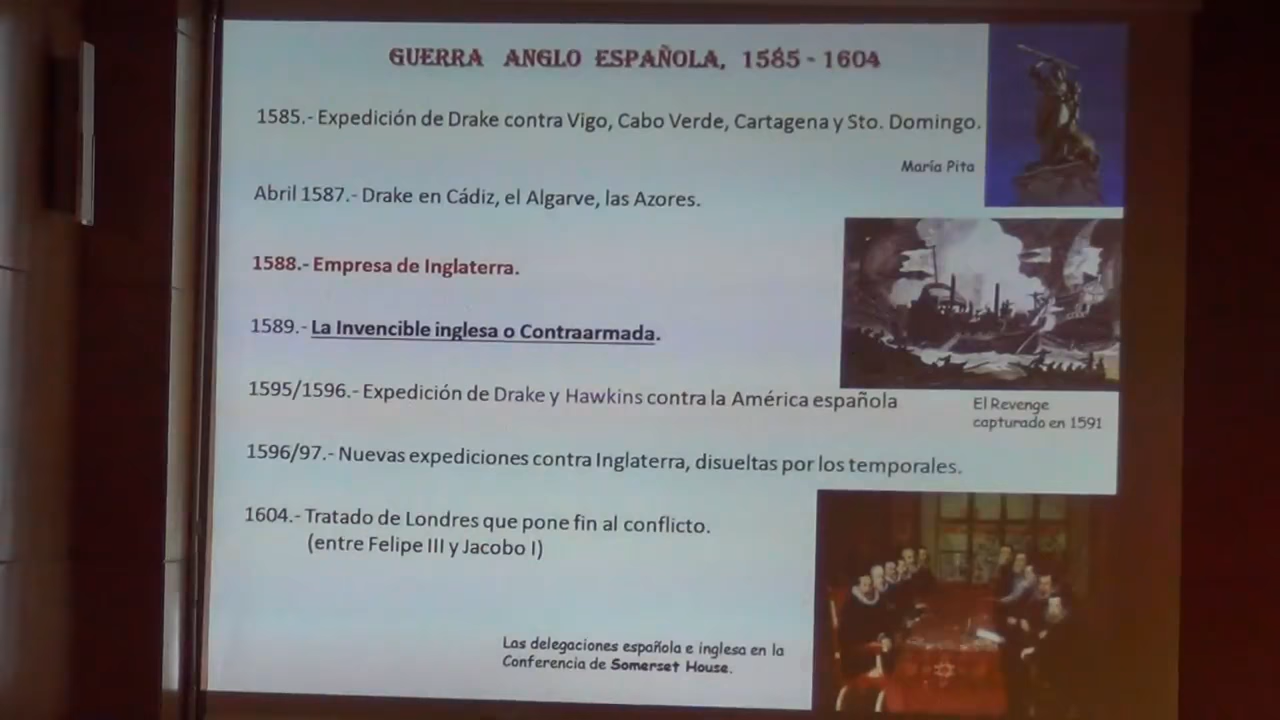 GUERRA ANGLO ESPAÑOLA, 1585 - 1604
1585.- Expedición de Drake contra Vigo, Cabo Verde, Cartagena y Sto. Domingo.
María Pita
Abril 1587.- Drake en Cádiz, el Algarve, las Azores.
1588.- Empresa de Inglaterra.
1589.- La Invencible inglesa o Contraarmada.
1595/1596.- Expedición de Drake y Hawkins contra la América española
El Revenge
capturado en 1591
1596/97.- Nuevas expediciones contra Inglaterra, disueltas por los temporales.
1604.- Tratado de Londres que pone fin al conflicto.
(entre Felipe III y Jacobo I)
Las delegaciones española e inglesa en la
Conferencia de Somerset House.